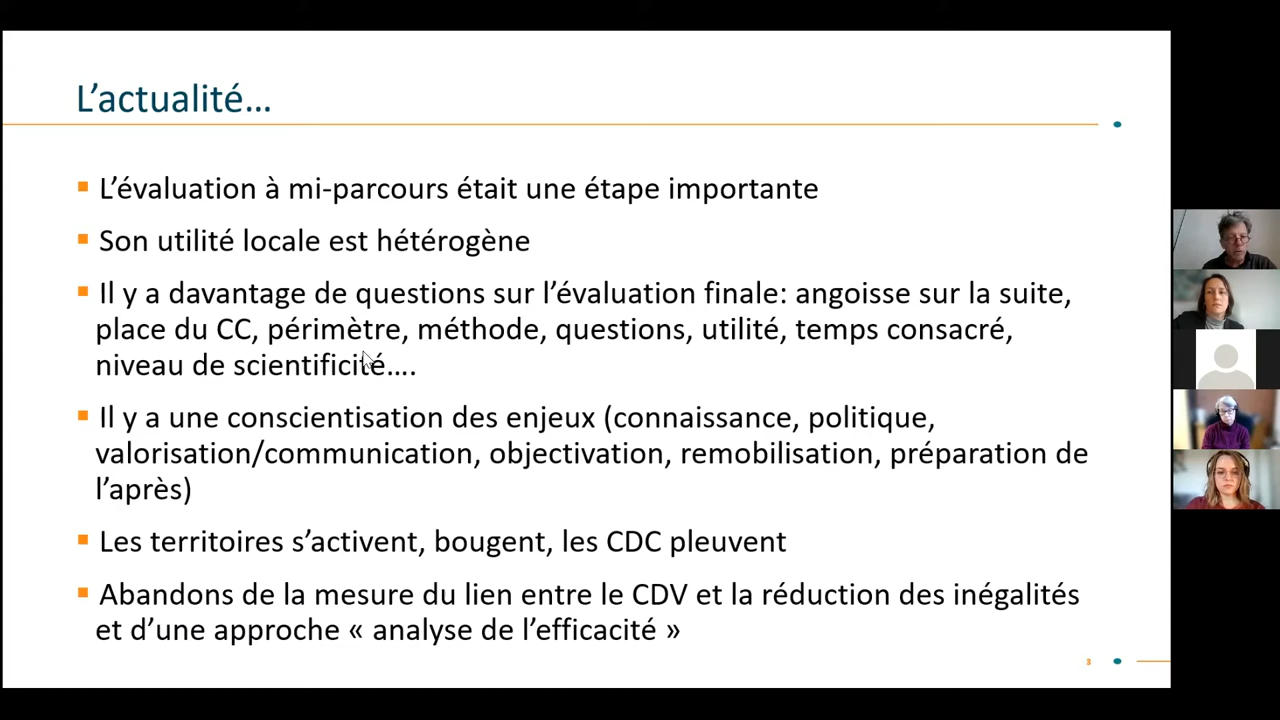 L’actualité…
L’évaluation à mi-parcours était une étape importante
Son utilité locale est hétérogène
Il y a davantage de questions sur l’évaluation finale: angoisse sur la suite,
place du CC, périmètre, méthode, questions, utilité, temps consacré,
niveau de scientificité….
Il y a une conscientisation des enjeux (connaissance, politique,
valorisation/communication, objectivation, remobilisation, préparation de
l’après)
Les territoires s’activent, bougent, les CDC pleuvent
Abandons de la mesure du lien entre le CDV et la réduction des inégalités
et d’une approche « analyse de l’efficacité »
3